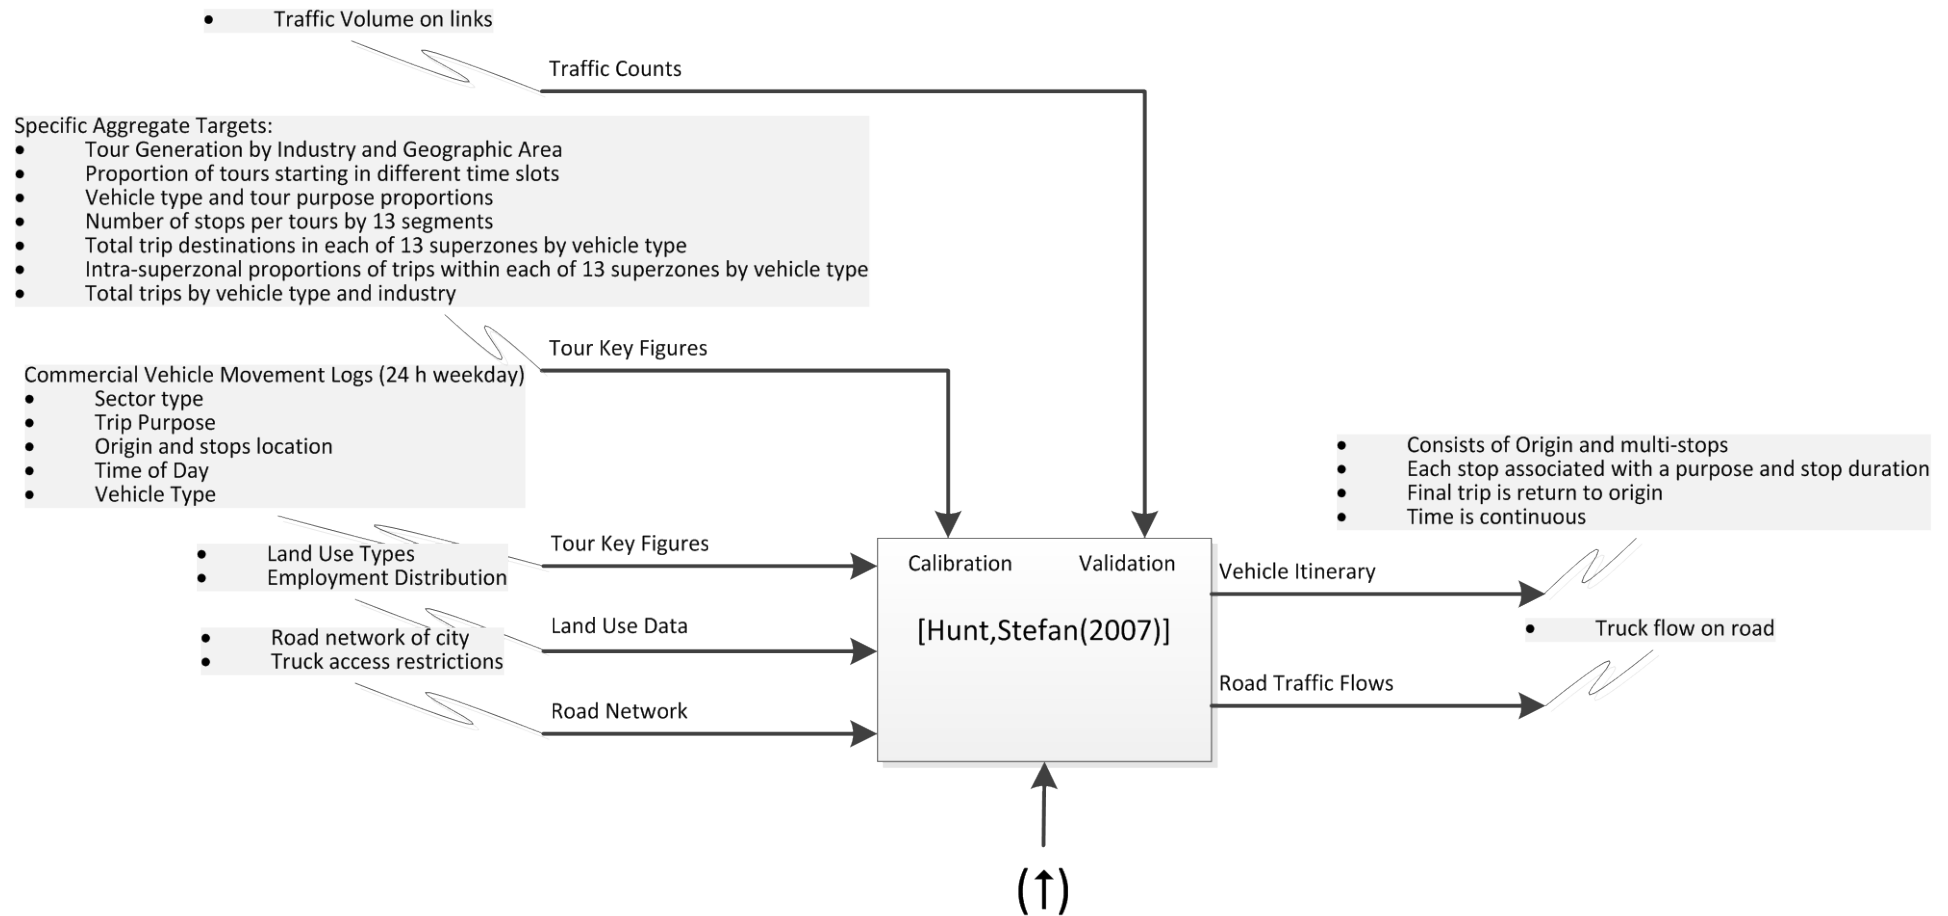 • Traffic Volume on links
Traffic Counts
Specific Aggregate Targets:
• Tour Generation by Industry and Geographic Area
• Proportion of tours starting in different time slots
• Vehicle type and tour purpose proportions
• Number of stops per tours by 13 segments
• Total trip destinations in each of 13 superzones by vehicle type
• Intra-superzonal proportions of trips within each of 13 superzones by vehicle type
• Total trips by vehicle type and industry
Tour Key Figures
Commercial Vehicle Movement Logs (24 h weekday)
• Sector type
• Trip Purpose
• Origin and stops location
• Time of Day
• Vehicle Type
Tour Key Figures
• Land Use Types
• Employment Distribution
Land Use Data
• Road network of city
• Truck access restrictions
Road Network
Calibration
Validation
[Hunt,Stefan(2007)]
(↑)
• Consists of Origin and multi-stops
• Each stop associated with a purpose and stop duration
• Final trip is return to origin
• Time is continuous
Vehicle Itinerary
• Truck flow on road
Road Traffic Flows